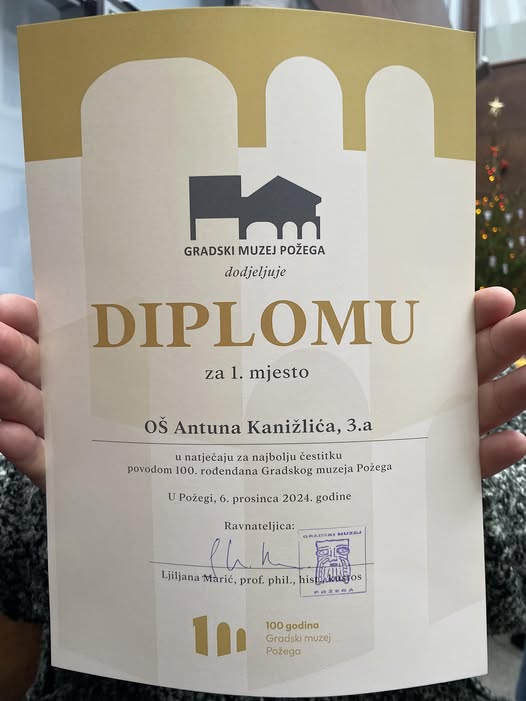 GRADSKI MUZEJ POŽEGA
dodjeljuje
DIPLOMU
za 1. mjesto
OŠ Antuna Kanižlića, 3.a
u natječaju za najbolju čestitku
povodom 100. rođendana Gradskog muzeja Požega
U Požegi, 6. prosinca 2024. godine
Ravnateljica:
GRADSKI MUZEJ
POŽEGA
Ljiljana Marić, prof. phil., hist., kustos
100 godina
Gradski muzej
Požega